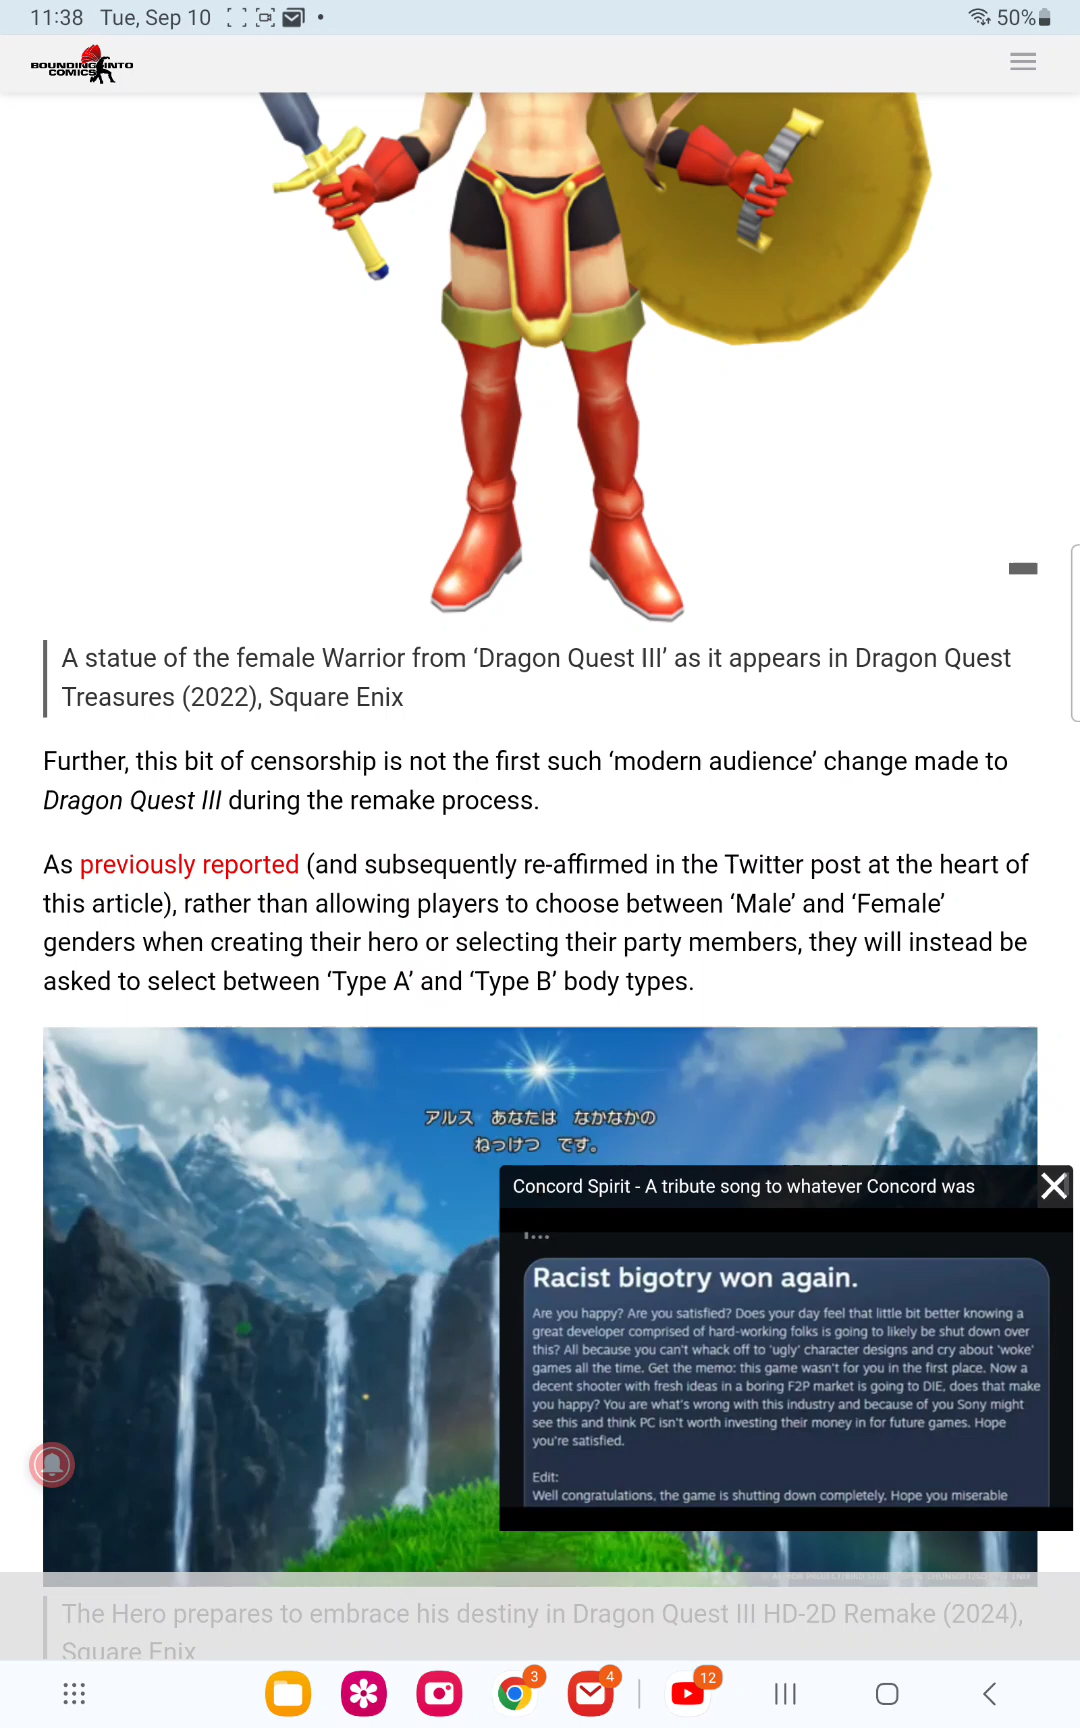 11:38 Tue, Sep 10
50%
BOUNDING INTO
COMICS
A statue of the female Warrior from ‘Dragon Quest III’ as it appears in Dragon Quest
Treasures (2022), Square Enix
Further, this bit of censorship is not the first such ‘modern audience’ change made to
Dragon Quest III during the remake process.
As previously reported (and subsequently re-affirmed in the Twitter post at the heart of
this article), rather than allowing players to choose between ‘Male’ and ‘Female’
genders when creating their hero or selecting their party members, they will instead be
asked to select between ‘Type A’ and ‘Type B’ body types.
アルス あなたは なかなかの
ねっけつ です。
Concord Spirit - A tribute song to whatever Concord was
Racist bigotry won again.
Are you happy? Are you satisfied? Does your day feel that little bit better knowing a
great developer comprised of hard-working folks is going to likely be shut down over
this? All because you can't whack off to 'ugly' character designs and cry about 'woke'
games all the time. Get the memo: this game wasn't for you in the first place. Now a
decent shooter with fresh ideas in a boring F2P market is going to DIE, does that make
you happy? You are what's wrong with this industry and because of you Sony might
see this and think PC isn't worth investing their money in for future games. Hope
you're satisfied.
Edit:
Well congratulations, the game is shutting down completely. Hope you miserable
The Hero prepares to embrace his destiny in Dragon Quest III HD-2D Remake (2024),
Square Enix
3
4
12